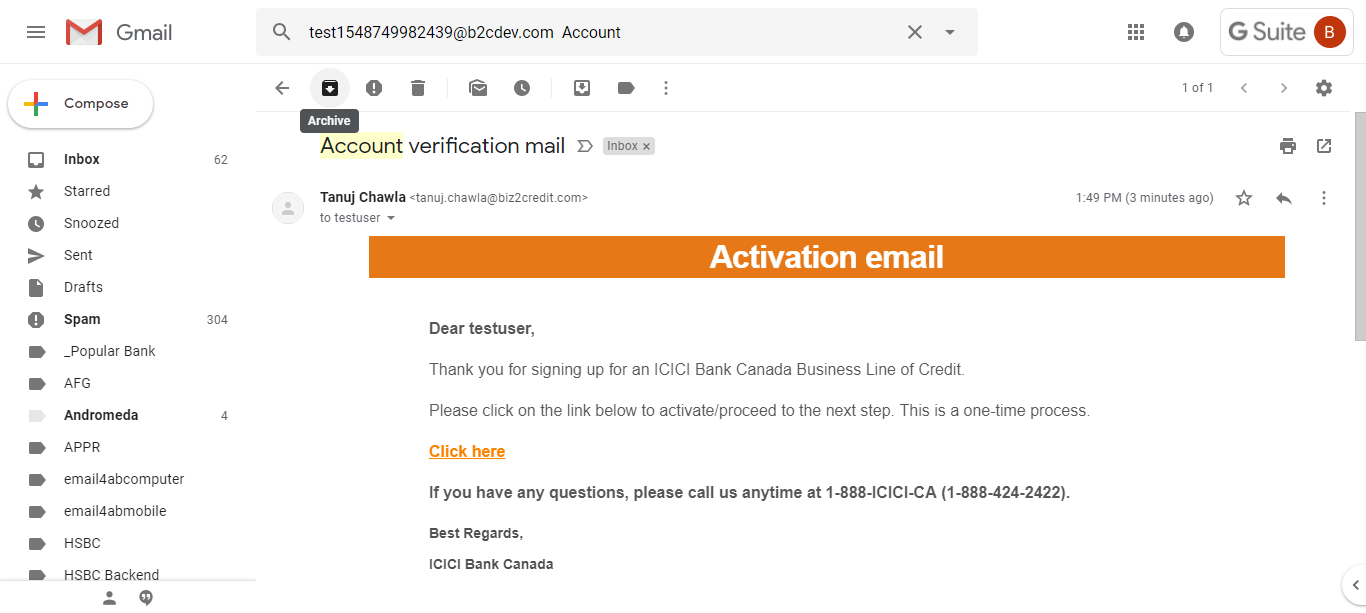 Gmail
test1548749982439@b2cdev.com Account
G Suite B
Compose
1 of 1
Archive
Account verification mail Inbox ×
Inbox 62
Starred
Snoozed
Sent
Drafts
Spam 304
_Popular Bank
AFG
Andromeda 4
APPR
email4abcomputer
email4abmobile
HSBC
HSBC Backend
Tanuj Chawla <tanuj.chawla@biz2credit.com> 1:49 PM (3 minutes ago)
to testuser
Activation email
Dear testuser,
Thank you for signing up for an ICICI Bank Canada Business Line of Credit.
Please click on the link below to activate/proceed to the next step. This is a one-time process.
Click here
If you have any questions, please call us anytime at 1-888-ICICI-CA (1-888-424-2422).
Best Regards,
ICICI Bank Canada